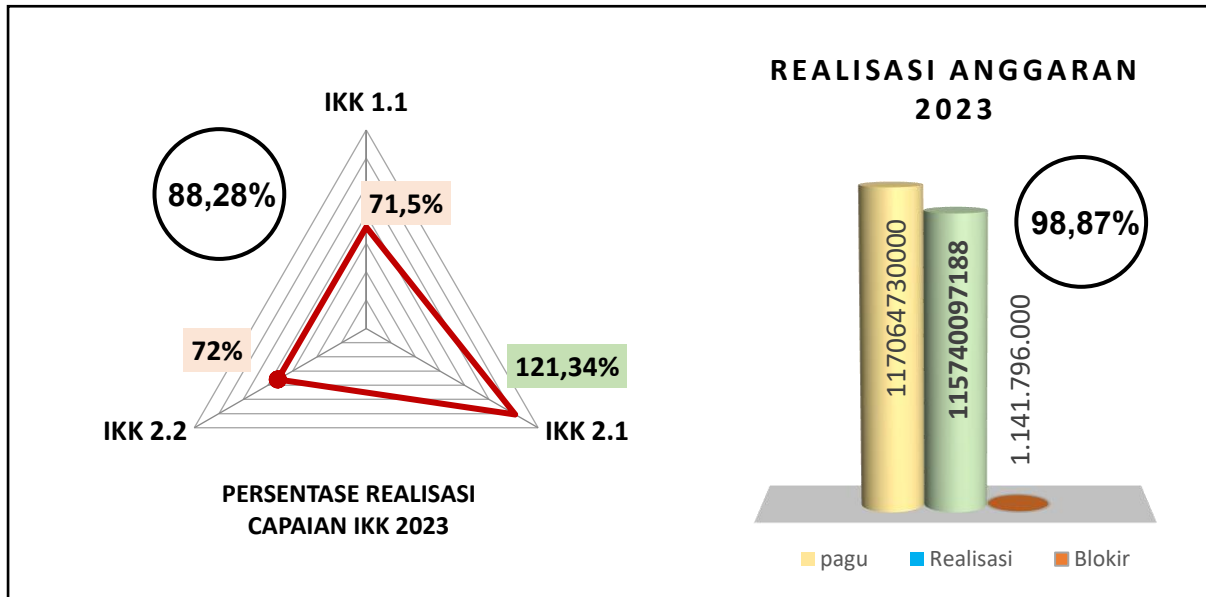 IKK 1.1
88,28%
71,5%
72%
121,34%
IKK 2.2
IKK 2.1
PERSENTASE REALISASI
CAPAIAN IKK 2023
REALISASI ANGGARAN
2023
98,87%
117064730000
115740097188
1.141.796.000
pagu
Realisasi
Blokir